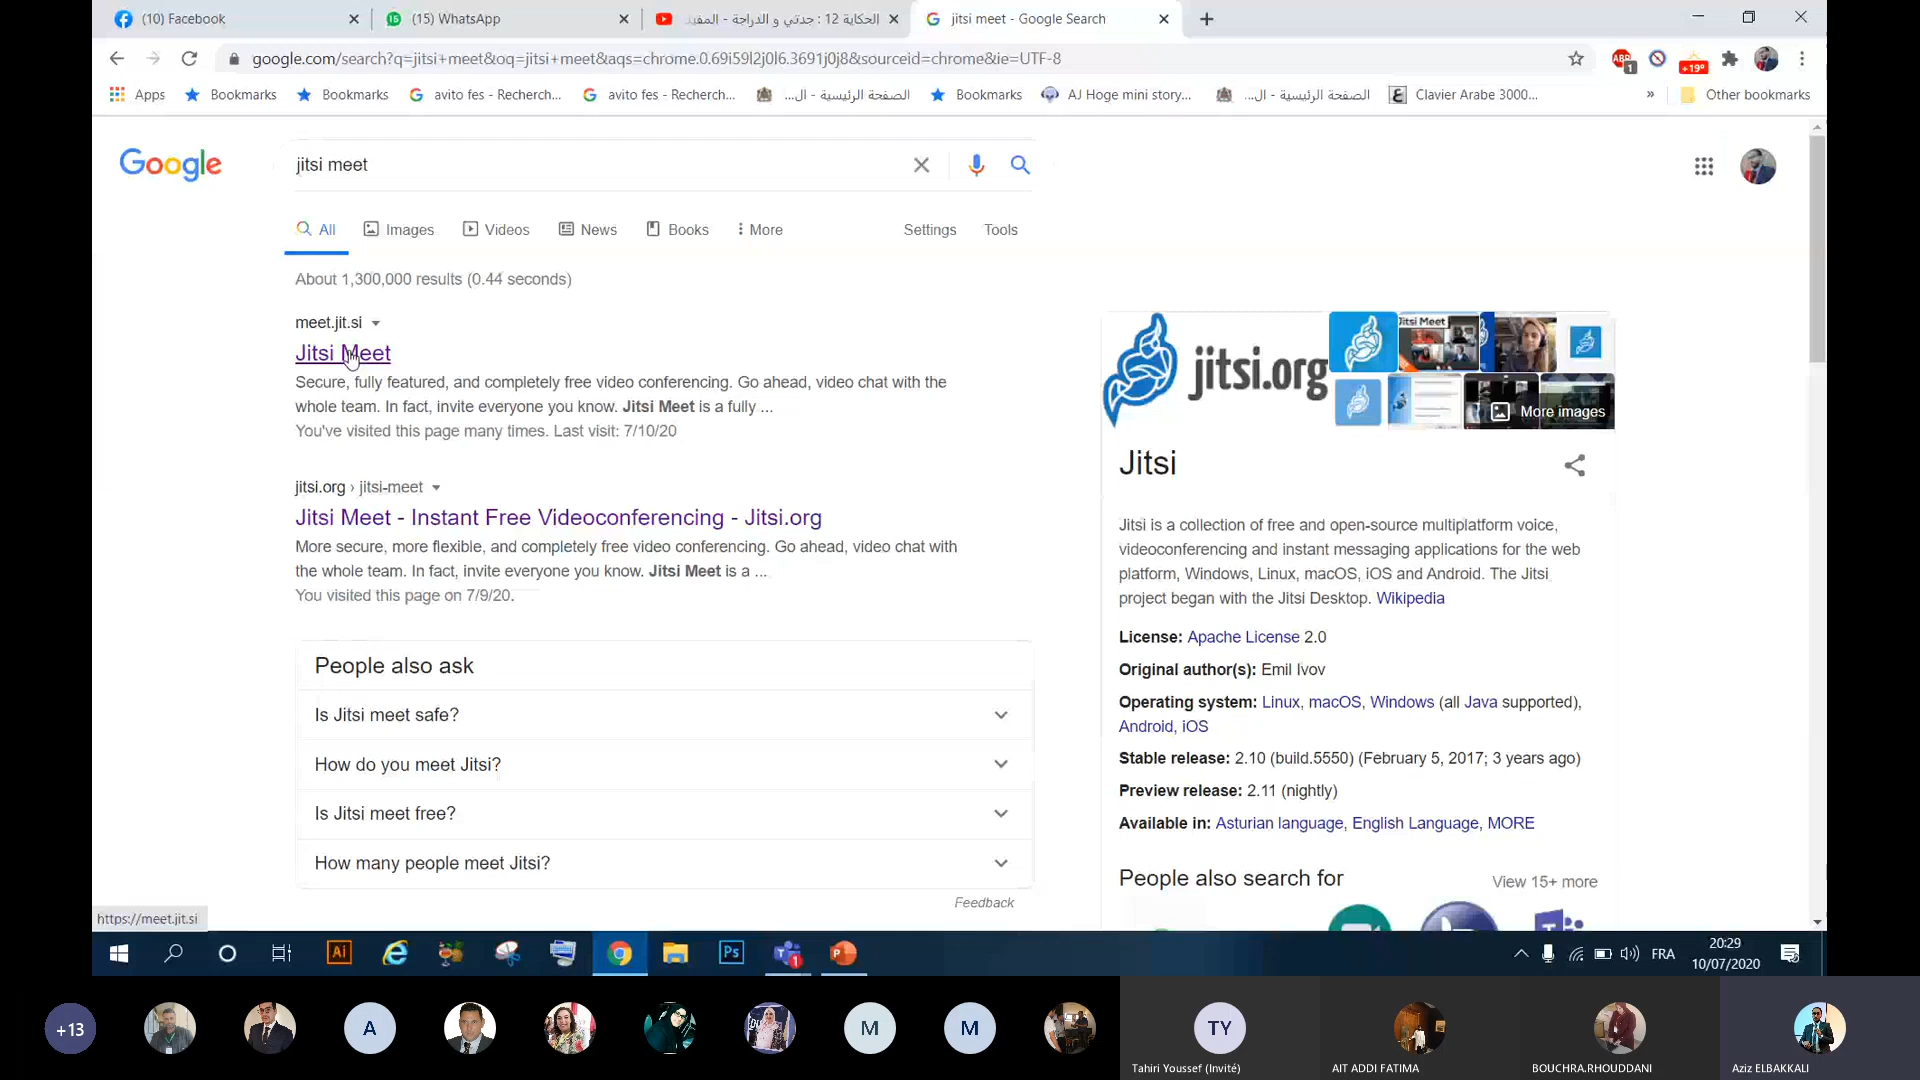 (10) Facebook
(15) WhatsApp
الحكاية 12 : جدتي و الدراجة - المفيد
jitsi meet - Google Search
google.com/search?q=jitsi+meet&oq=jitsi+meet&aqs=chrome.0.69i59l2j0l6.3691j0j8&sourceid=chrome&ie=UTF-8
ABP
1
+19°
Apps
Bookmarks
Bookmarks
avito fes - Recherch...
avito fes - Recherch...
الصفحة الرئيسية - ال...
Bookmarks
AJ Hoge mini story...
الصفحة الرئيسية - ال...
Clavier Arabe 3000...
»
Other bookmarks
Google
jitsi meet
All
Images
Videos
News
Books
More
Settings
Tools
About 1,300,000 results (0.44 seconds)
meet.jit.si
Jitsi Meet
Secure, fully featured, and completely free video conferencing. Go ahead, video chat with the
whole team. In fact, invite everyone you know. Jitsi Meet is a fully ...
You've visited this page many times. Last visit: 7/10/20
jitsi.org › jitsi-meet
Jitsi Meet - Instant Free Videoconferencing - Jitsi.org
More secure, more flexible, and completely free video conferencing. Go ahead, video chat with
the whole team. In fact, invite everyone you know. Jitsi Meet is a ...
You visited this page on 7/9/20.
People also ask
Is Jitsi meet safe?
How do you meet Jitsi?
Is Jitsi meet free?
How many people meet Jitsi?
Feedback
https://meet.jit.si
jitsi.org
Jitsi Meet
More images
Jitsi
Jitsi is a collection of free and open-source multiplatform voice,
videoconferencing and instant messaging applications for the web
platform, Windows, Linux, macOS, iOS and Android. The Jitsi
project began with the Jitsi Desktop. Wikipedia
License: Apache License 2.0
Original author(s): Emil Ivov
Operating system: Linux, macOS, Windows (all Java supported),
Android, iOS
Stable release: 2.10 (build.5550) (February 5, 2017; 3 years ago)
Preview release: 2.11 (nightly)
Available in: Asturian language, English Language, MORE
People also search for
View 15+ more
Ai
Ps
1
FRA
20:29
10/07/2020
+13
A
M
M
TY
Tahiri Youssef (Invité)
AIT ADDI FATIMA
BOUCHRA.RHOUDDANI
Aziz ELBAKKALI